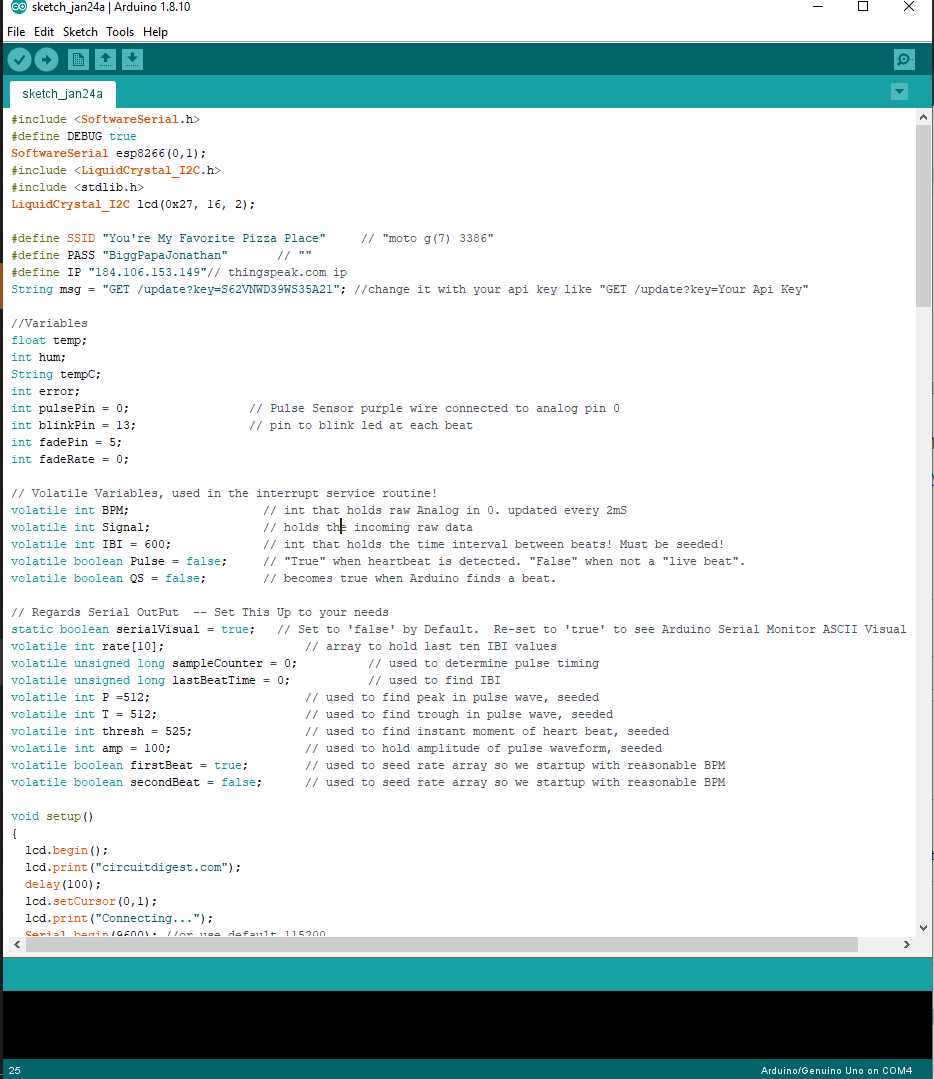 sketch_jan24a | Arduino 1.8.10
File Edit Sketch Tools Help
sketch_jan24a
#include <SoftwareSerial.h>
#define DEBUG true
SoftwareSerial esp8266(0,1);
#include <LiquidCrystal_I2C.h>
#include <stdlib.h>
LiquidCrystal_I2C lcd(0x27, 16, 2);
#define SSID "You're My Favorite Pizza Place"     // "moto g(7) 3386"
#define PASS "BiggPapaJonathan"       // ""
#define IP "184.106.153.149"// thingspeak.com ip
String msg = "GET /update?key=S62VNWD39WS35A21"; //change it with your api key like "GET /update?key=Your Api Key"
//Variables
float temp;
int hum;
String tempC;
int error;
int pulsePin = 0;                 // Pulse Sensor purple wire connected to analog pin 0
int blinkPin = 13;                // pin to blink led at each beat
int fadePin = 5;
int fadeRate = 0;
// Volatile Variables, used in the interrupt service routine!
volatile int BPM;                   // int that holds raw Analog in 0. updated every 2mS
volatile int Signal;                // holds the incoming raw data
volatile int IBI = 600;             // int that holds the time interval between beats! Must be seeded!
volatile boolean Pulse = false;     // "True" when heartbeat is detected. "False" when not a "live beat".
volatile boolean QS = false;        // becomes true when Arduino finds a beat.
// Regards Serial OutPut  -- Set This Up to your needs
static boolean serialVisual = true;   // Set to 'false' by Default.  Re-set to 'true' to see Arduino Serial Monitor ASCII Visual
volatile int rate[10];                    // array to hold last ten IBI values
volatile unsigned long sampleCounter = 0;          // used to determine pulse timing
volatile unsigned long lastBeatTime = 0;           // used to find IBI
volatile int P =512;                      // used to find peak in pulse wave, seeded
volatile int T = 512;                     // used to find trough in pulse wave, seeded
volatile int thresh = 525;                // used to find instant moment of heart beat, seeded
volatile int amp = 100;                   // used to hold amplitude of pulse waveform, seeded
volatile boolean firstBeat = true;        // used to seed rate array so we startup with reasonable BPM
volatile boolean secondBeat = false;      // used to seed rate array so we startup with reasonable BPM
void setup()
{
  lcd.begin();
  lcd.print("circuitdigest.com");
  delay(100);
  lcd.setCursor(0,1);
  lcd.print("Connecting...");
  Serial.begin(9600); //or use default 115200.
25
Arduino/Genuino Uno on COM4